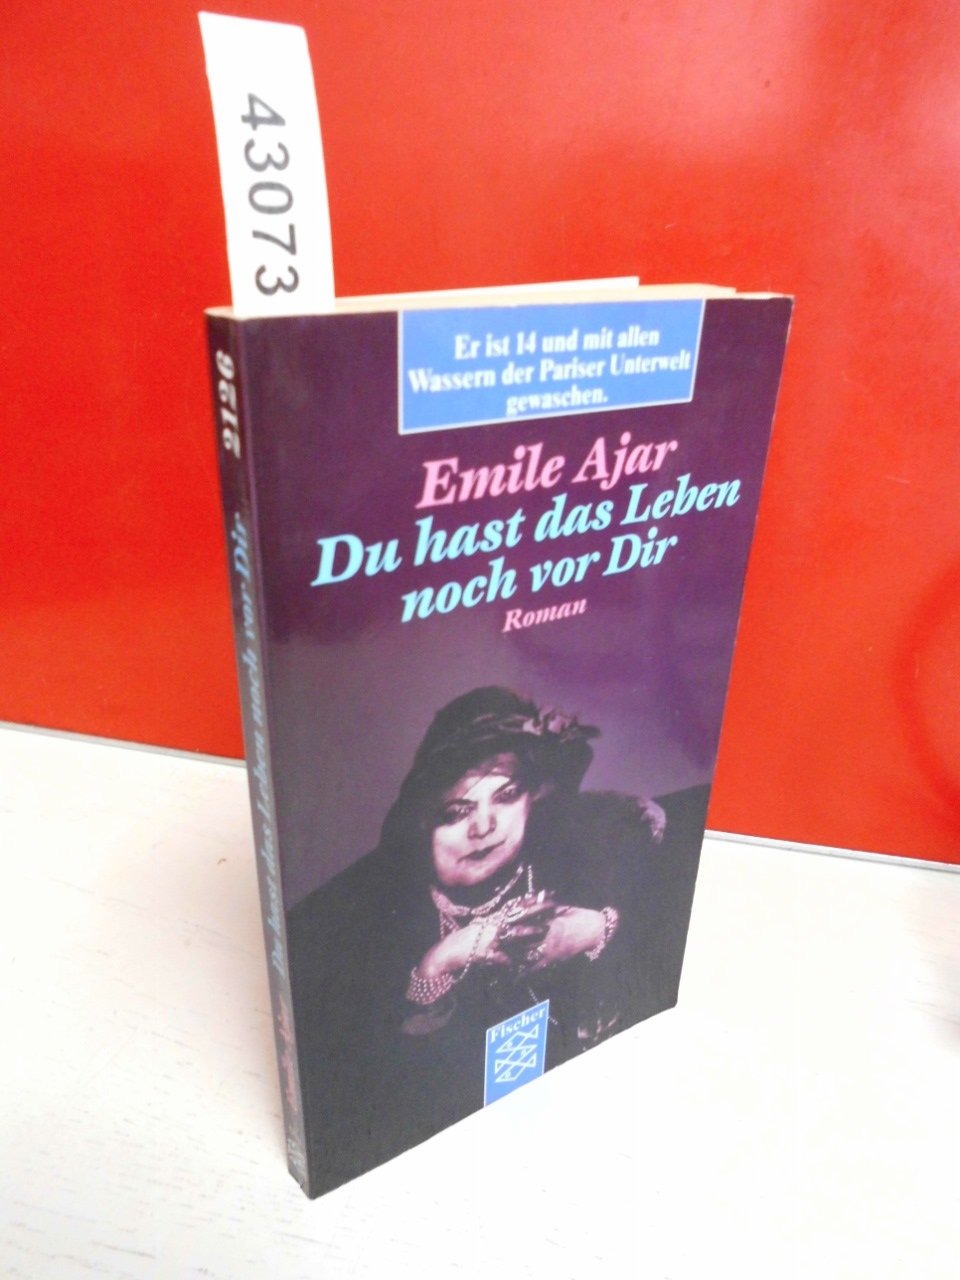 43073
Er ist 14 und mit allen
Wassern der Pariser Unterwelt
gewaschen.
Emile Ajar
Du hast das Leben
noch vor Dir
Roman
Fischer
2126
Du hast das Leben noch vor Dir